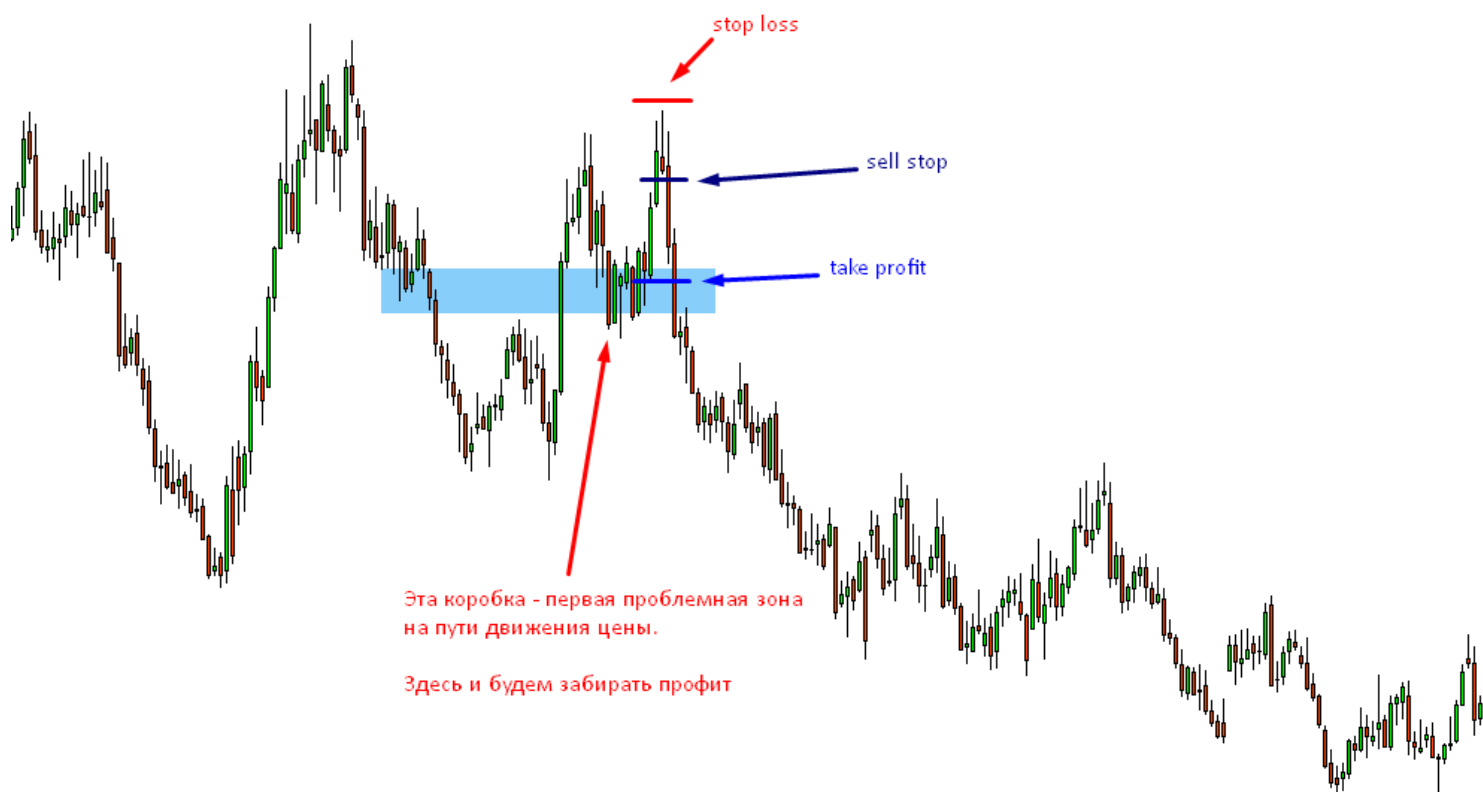 stop loss
sell stop
take profit
Эта коробка - первая проблемная зона
на пути движения цены.
Здесь и будем забирать профит